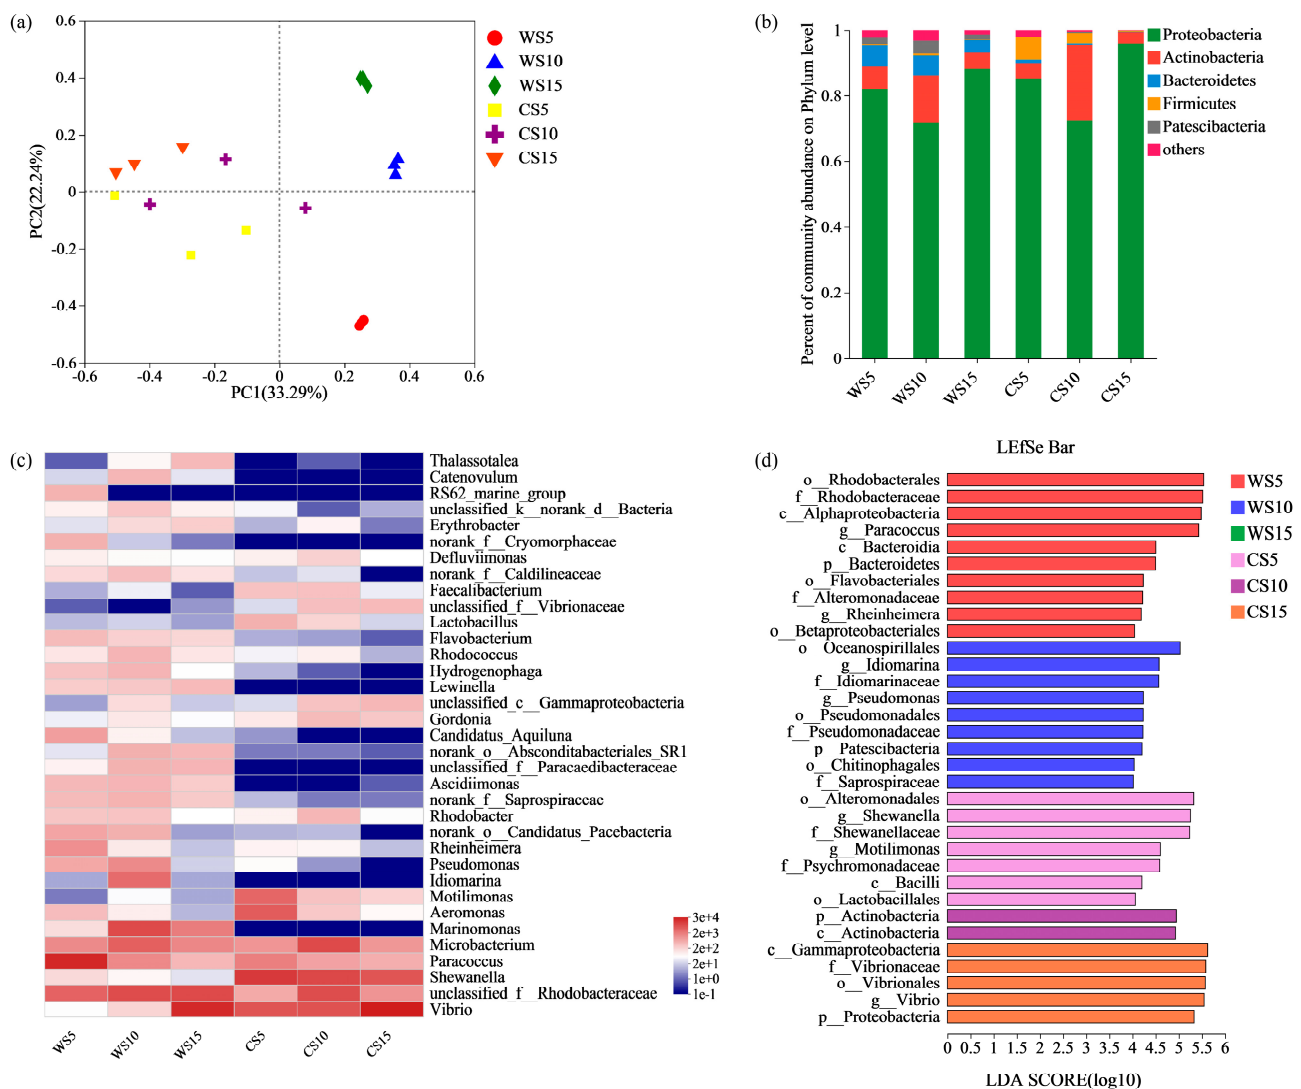 (a)
0.6
0.4
0.2
0
-0.2
-0.4
-0.6
PC2(22.24%)
-0.6
-0.4
-0.2
0
0.2
0.4
0.6
PC1(33.29%)
WS5
WS10
WS15
CS5
CS10
CS15
(b)
Percent of community abundance on Phylum level
1
0.8
0.6
0.4
0.2
0
WS5
WS10
WS15
CS5
CS10
CS15
Proteobacteria
Actinobacteria
Bacteroidetes
Firmicutes
Patescibacteria
others
(c)
Thalassotalea
Catenovulum
RS62_marine_group
unclassified_k__norank_d__Bacteria
Erythrobacter
norank_f__Cryomorphaceae
Defluviimonas
norank_f__Caldilineaceae
Faecalibacterium
unclassified_f__Vibrionaceae
Lactobacillus
Flavobacterium
Rhodococcus
Hydrogenophaga
Lewinella
unclassified_c__Gammaproteobacteria
Gordonia
Candidatus_Aquiluna
norank_o__Absconditabacteriales_SR1
unclassified_f__Paracaedibacteraceae
Ascidiimonas
norank_f__Saprospiraceae
Rhodobacter
norank_o__Candidatus_Pacebacteria
Rheinheimera
Pseudomonas
Idiomarina
Motilimonas
Aeromonas
Marinomonas
Microbacterium
Paracoccus
Shewanella
unclassified_f__Rhodobacteraceae
Vibrio
WS5
WS10
WS15
CS5
CS10
CS15
3e+4
2e+3
2e+2
2e+1
1e+0
1e-1
(d)
LEfSe Bar
o__Rhodobacterales
f__Rhodobacteraceae
c__Alphaproteobacteria
g__Paracoccus
c__Bacteroidia
p__Bacteroidetes
o__Flavobacteriales
f__Alteromonadaceae
g__Rheinheimera
o__Betaproteobacteriales
o__Oceanospirillales
g__Idiomarina
f__Idiomarinaceae
g__Pseudomonas
o__Pseudomonadales
f__Pseudomonadaceae
p__Patescibacteria
o__Chitinophagales
f__Saprospiraceae
o__Alteromonadales
g__Shewanella
f__Shewanellaceae
g__Motilimonas
f__Psychromonadaceae
c__Bacilli
o__Lactobacillales
p__Actinobacteria
c__Actinobacteria
c__Gammaproteobacteria
f__Vibrionaceae
o__Vibrionales
g__Vibrio
p__Proteobacteria
0 0.5 1 1.5 2 2.5 3 3.5 4 4.5 5 5.5 6
LDA SCORE(log10)
WS5
WS10
WS15
CS5
CS10
CS15